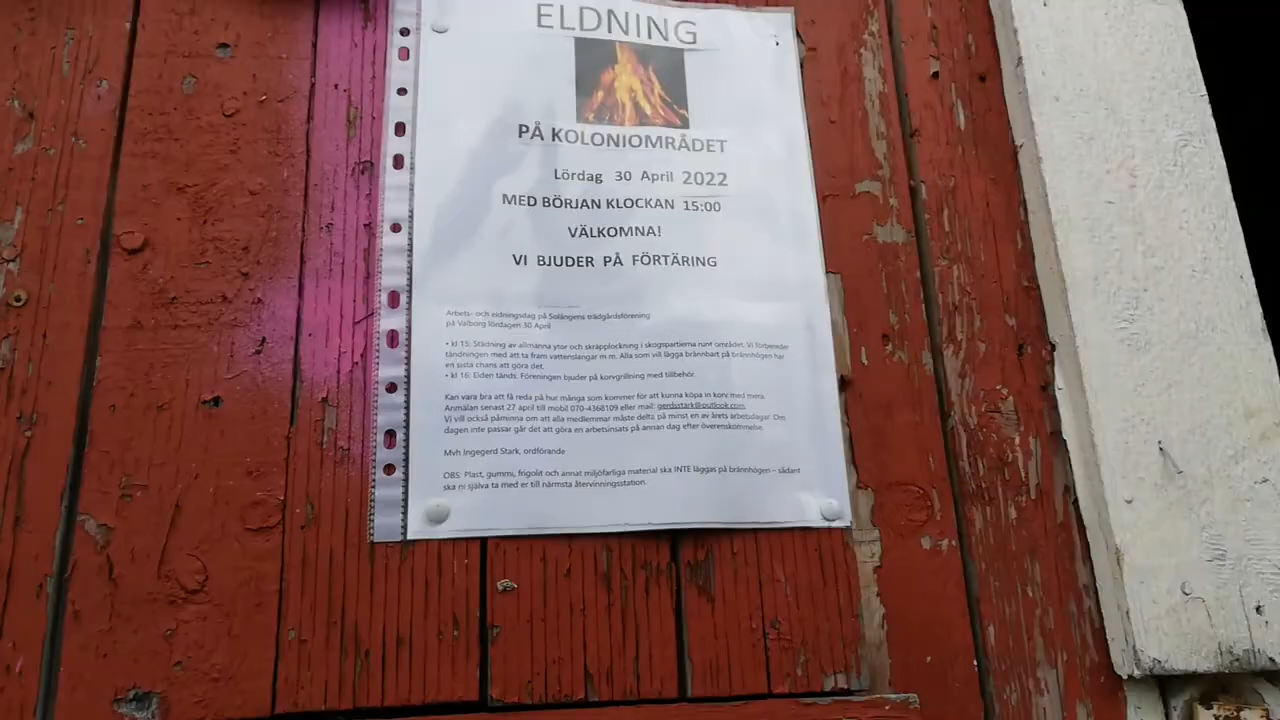 ELDNING
PÅ KOLONIOMRÅDET
Lördag 30 April 2022
MED BÖRJAN KLOCKAN 15:00
VÄLKOMNA!
VI BJUDER PÅ FÖRTÄRING
Arbets- och eldningsdag på Solängens trädgårdsförening
på Valborg lördagen 30 April
• kl 15: Städning av allmänna ytor och skräpplockning i skogspartierna runt området. Vi förbereder
tändningen med att ta fram vattenslangar m m. Alla som vill lägga brännbart på brännhögen har
en sista chans att göra det.
• kl 16: Elden tänds. Föreningen bjuder på korvgrillning med tillbehör.
Kan vara bra att få reda på hur många som kommer för att kunna köpa in korv med mera.
Anmälan senast 27 april till mobil 070-4368109 eller mail: gerdsstark@outlook.com.
Vi vill också påminna om att alla medlemmar måste delta på minst en av årets arbetsdagar. Om
dagen inte passar går det att göra en arbetsinsats på annan dag efter överenskommelse.
Mvh Ingegerd Stark, ordförande
OBS: Plast, gummi, frigolit och annat miljöfarliga material ska INTE läggas på brännhögen – sådant
ska ni själva ta med er till närmsta återvinningsstation.